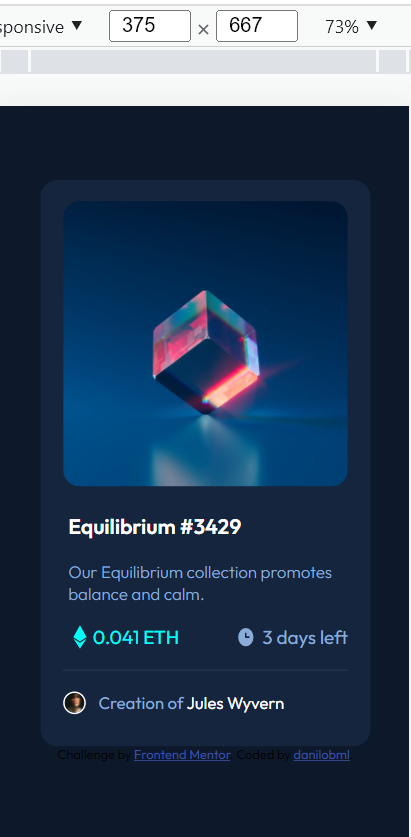 sponsive ▼ 375 × 667 73% ▼
Equilibrium #3429
Our Equilibrium collection promotes
balance and calm.
0.041 ETH 3 days left
Creation of Jules Wyvern
Challenge by Frontend Mentor. Coded by danilobml.